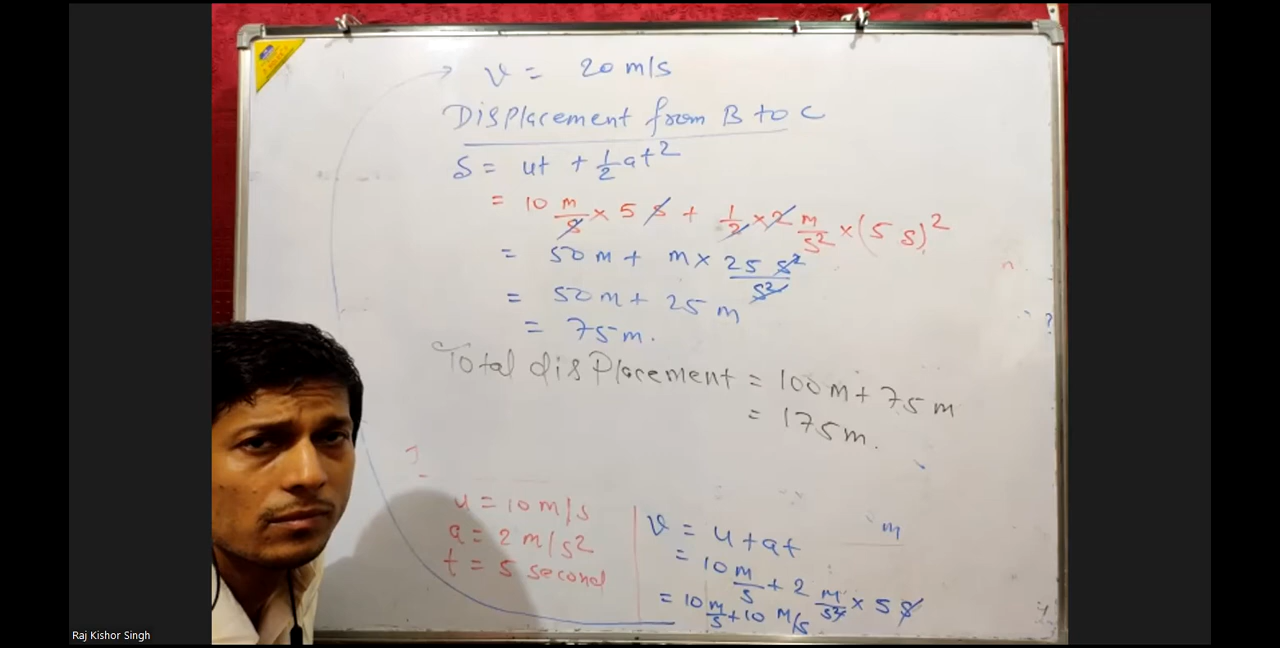 v = 20 m/s
Displacement from B to C
S = ut + 1/2 at²
= 10 m/s × 5 s + 1/2 × 2 m/s² × (5 s)²
= 50 m + m × 25 s²/s²
= 50 m + 25 m
= 75 m.
Total displacement = 100 m + 75 m
= 175 m.
u = 10 m/s
a = 2 m/s²
t = 5 second
v = u + at
= 10 m/s + 2 m/s² × 5 s
= 10 m/s + 10 m/s
m
?
Raj Kishor Singh